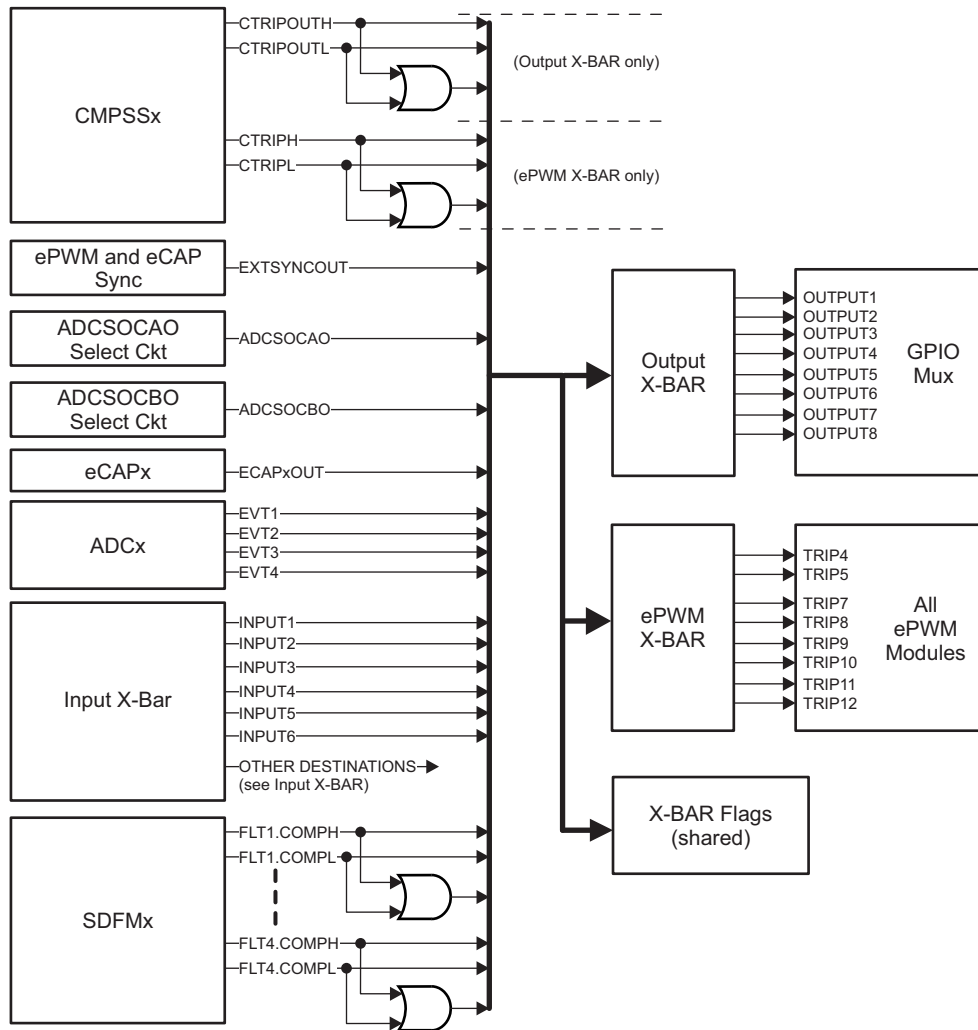 CMPSSx
CTRIPOUTH
CTRIPOUTL
(Output X-BAR only)
CTRIPH
CTRIPL
(ePWM X-BAR only)
ePWM and eCAP
Sync
EXTSYNCOUT
ADCSOCAO
Select Ckt
ADCSOCAO
ADCSOCBO
Select Ckt
ADCSOCBO
eCAPx
ECAPxOUT
ADCx
EVT1
EVT2
EVT3
EVT4
Input X-Bar
INPUT1
INPUT2
INPUT3
INPUT4
INPUT5
INPUT6
OTHER DESTINATIONS
(see Input X-BAR)
SDFMx
FLT1.COMPH
FLT1.COMPL
FLT4.COMPH
FLT4.COMPL
Output
X-BAR
OUTPUT1
OUTPUT2
OUTPUT3
OUTPUT4
OUTPUT5
OUTPUT6
OUTPUT7
OUTPUT8
GPIO
Mux
ePWM
X-BAR
TRIP4
TRIP5
TRIP7
TRIP8
TRIP9
TRIP10
TRIP11
TRIP12
All
ePWM
Modules
X-BAR Flags
(shared)